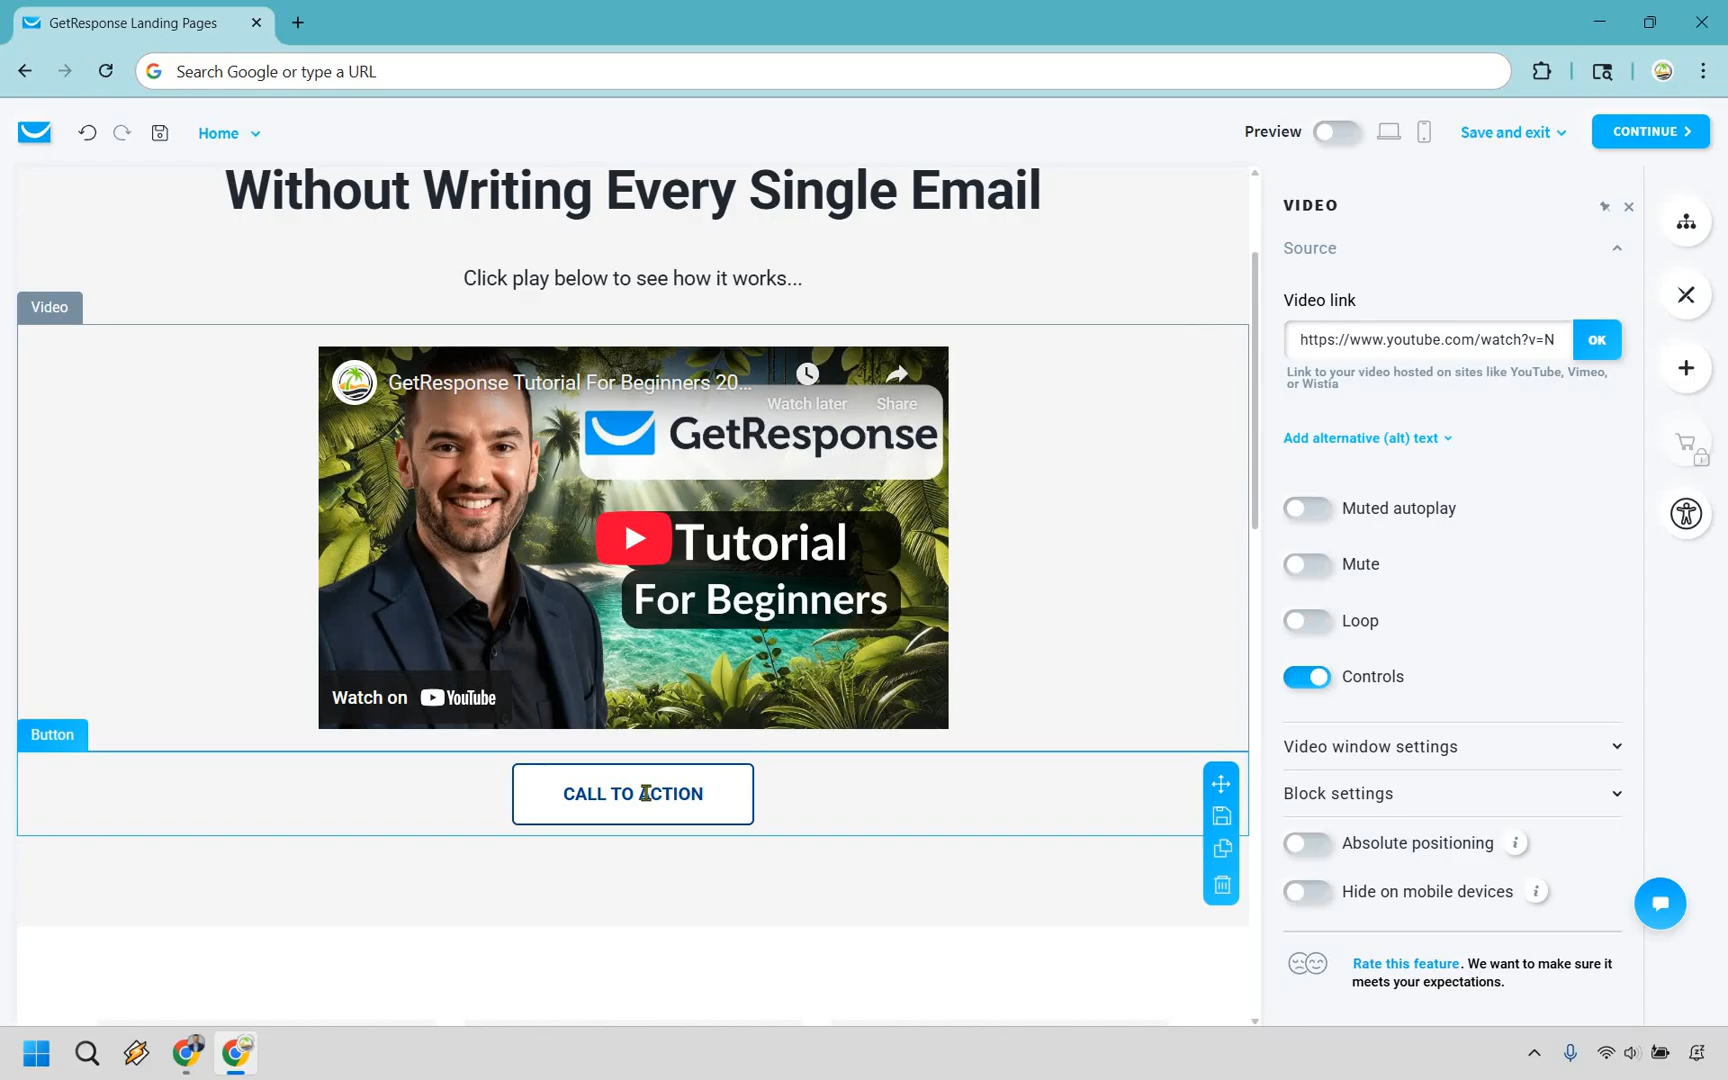 GetResponse Landing Pages
Search Google or type a URL
Home
Preview
Save and exit
CONTINUE
Without Writing Every Single Email
Click play below to see how it works...
Video
GetResponse Tutorial For Beginners 20...
Watch later
Share
GetResponse
Tutorial
For Beginners
Watch on YouTube
Button
CALL TO ACTION
VIDEO
Source
Video link
https://www.youtube.com/watch?v=N
OK
Link to your video hosted on sites like YouTube, Vimeo,
or Wistia
Add alternative (alt) text
Muted autoplay
Mute
Loop
Controls
Video window settings
Block settings
Absolute positioning
i
Hide on mobile devices
i
Rate this feature. We want to make sure it
meets your expectations.